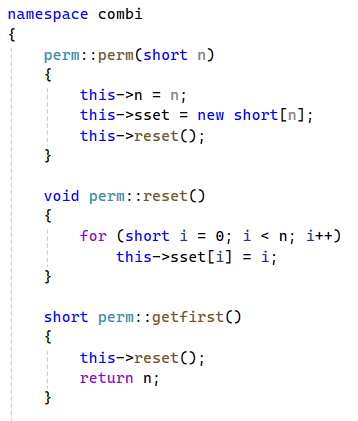 namespace combi
{
    perm::perm(short n)
    {
        this->n = n;
        this->sset = new short[n];
        this->reset();
    }

    void perm::reset()
    {
        for (short i = 0; i < n; i++)
            this->sset[i] = i;
    }

    short perm::getfirst()
    {
        this->reset();
        return n;
    }